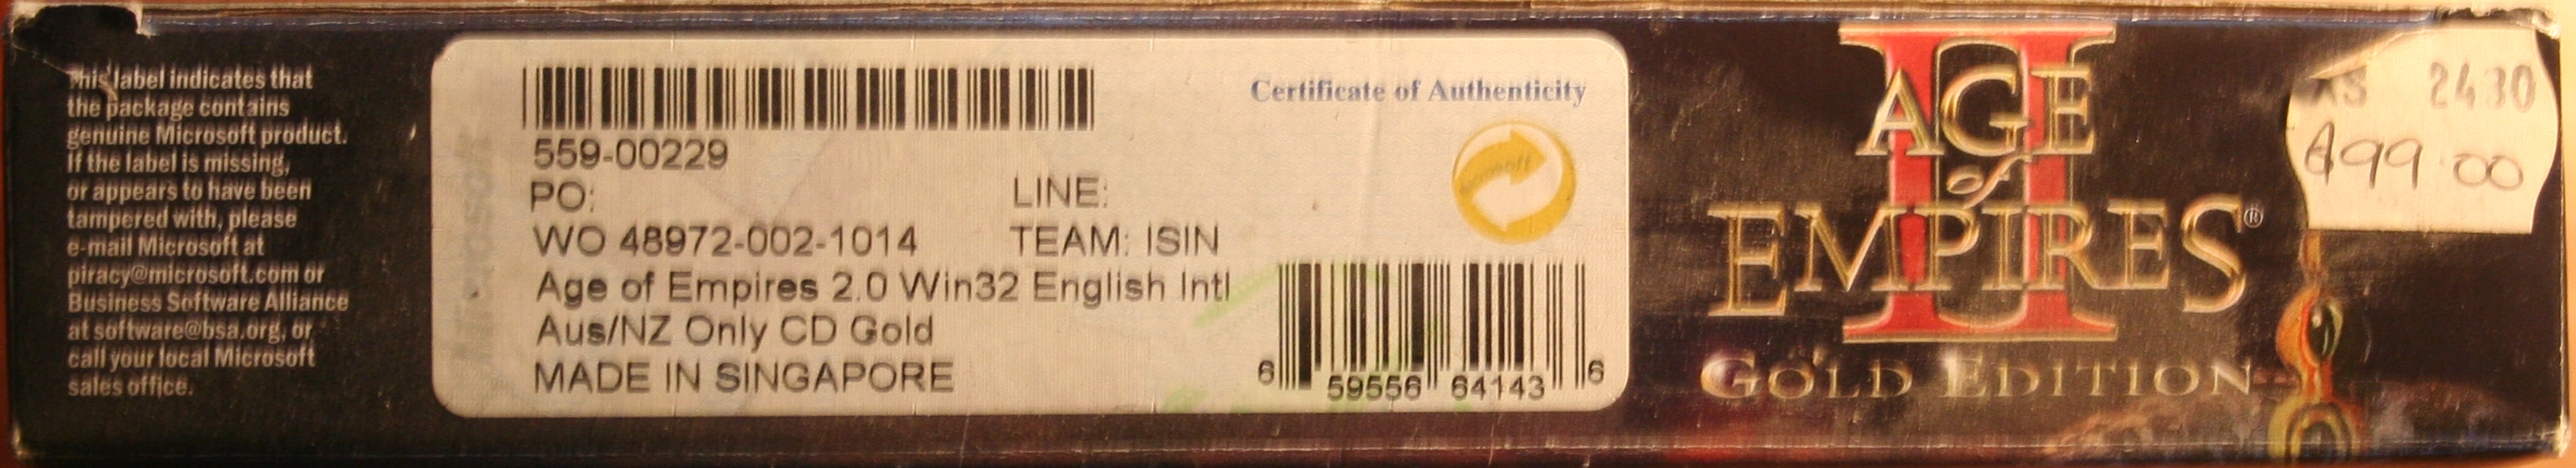 This label indicates that
the package contains
genuine Microsoft product.
If the label is missing,
or appears to have been
tampered with, please
e-mail Microsoft at
piracy@microsoft.com or
Business Software Alliance
at software@bsa.org, or
call your local Microsoft
sales office.
Microsoft
559-00229
PO:
LINE:
WO 48972-002-1014
TEAM: ISIN
Age of Empires 2.0 Win32 English Intl
Aus/NZ Only CD Gold
MADE IN SINGAPORE
Certificate of Authenticity
Microsoft
6 59556 64143 6
II
AGE
of
EMPIRES®
GOLD EDITION
2430
$99.00